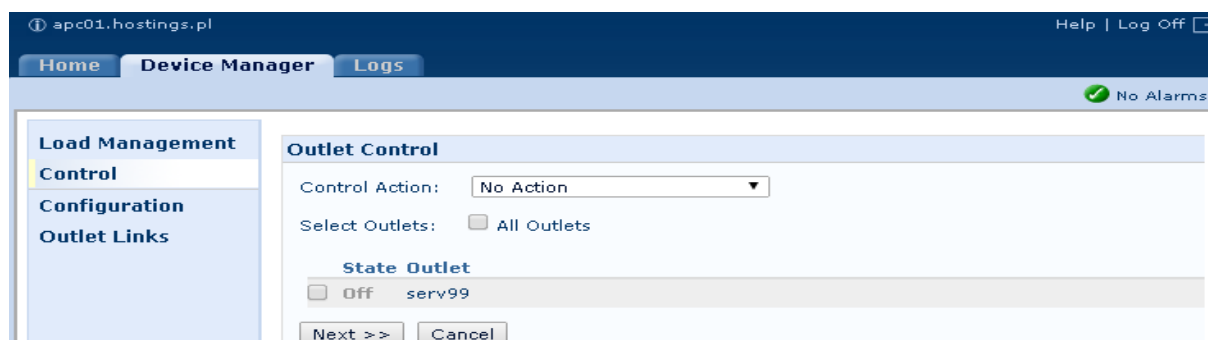 apc01.hostings.pl
Help | Log Off
Home Device Manager Logs
No Alarms
Load Management
Control
Configuration
Outlet Links
Outlet Control
Control Action: No Action
Select Outlets: All Outlets
State Outlet
Off serv99
Next >> Cancel